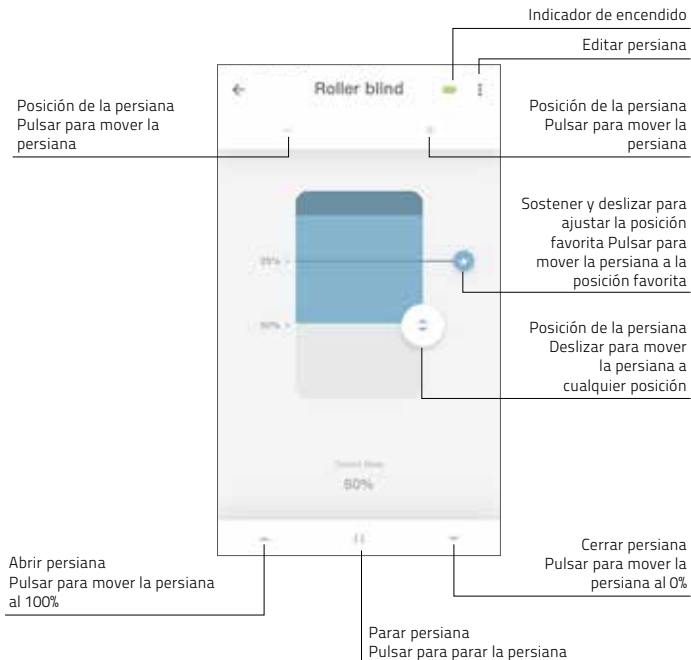 Indicador de encendido
Editar persiana
Roller blind
Posición de la persiana
Pulsar para mover la
persiana
Posición de la persiana
Pulsar para mover la
persiana
Sostener y deslizar para
ajustar la posición
favorita Pulsar para
mover la persiana a la
posición favorita
25%
50%
Posición de la persiana
Deslizar para mover
la persiana a
cualquier posición
50%
Abrir persiana
Pulsar para mover la persiana
al 100%
Cerrar persiana
Pulsar para mover la
persiana al 0%
Parar persiana
Pulsar para parar la persiana